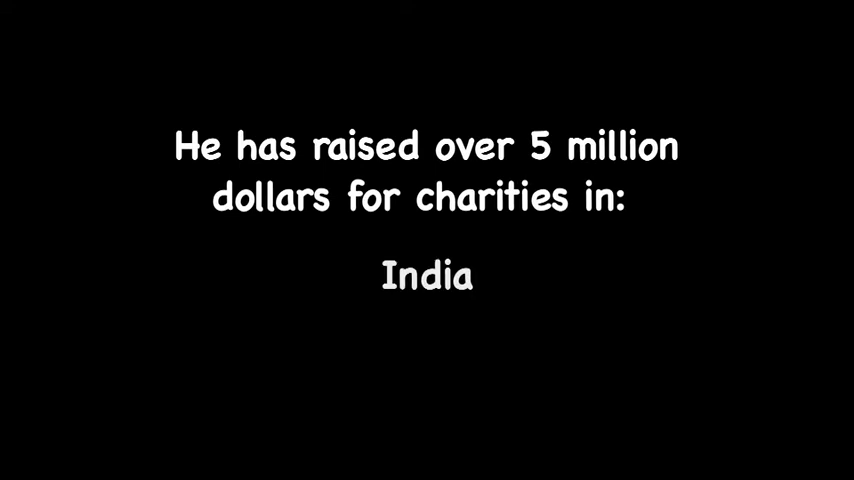 He has raised over 5 million
dollars for charities in:
India